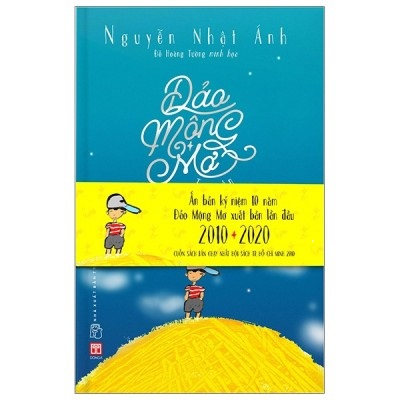 Nguyễn Nhật Ánh
Đỗ Hoàng Tường minh họa
Đảo
Mộng
Mơ
Ấn bản kỷ niệm 10 năm
Đảo Mộng Mơ xuất bản lần đầu
2010 + 2020
CUỐN SÁCH BÁN CHẠY NHẤT HỘI SÁCH TP. HỒ CHÍ MINH 2010